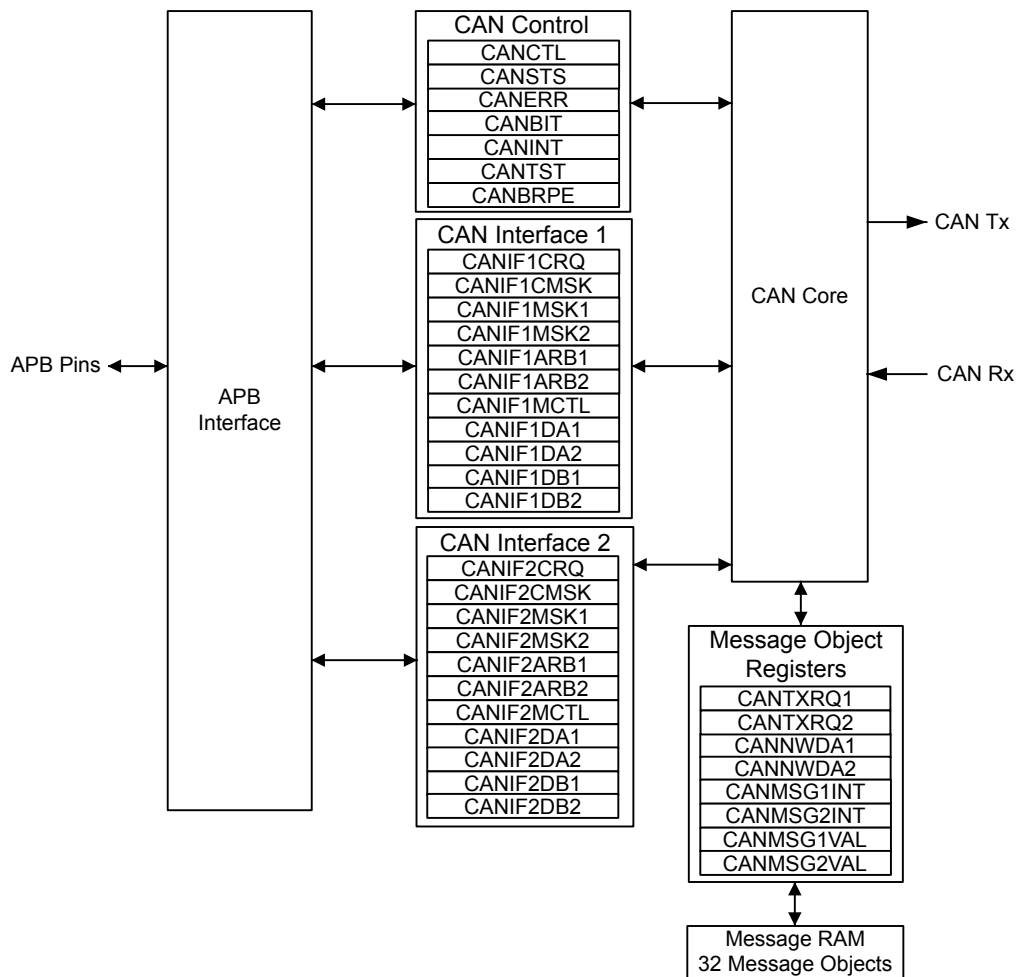 APB Pins
APB
Interface
CAN Control
CANCTL
CANSTS
CANERR
CANBIT
CANINT
CANTST
CANBRPE
CAN Interface 1
CANIF1CRQ
CANIF1CMSK
CANIF1MSK1
CANIF1MSK2
CANIF1ARB1
CANIF1ARB2
CANIF1MCTL
CANIF1DA1
CANIF1DA2
CANIF1DB1
CANIF1DB2
CAN Interface 2
CANIF2CRQ
CANIF2CMSK
CANIF2MSK1
CANIF2MSK2
CANIF2ARB1
CANIF2ARB2
CANIF2MCTL
CANIF2DA1
CANIF2DA2
CANIF2DB1
CANIF2DB2
CAN Core
CAN Tx
CAN Rx
Message Object
Registers
CANTXRQ1
CANTXRQ2
CANNWDA1
CANNWDA2
CANMSG1INT
CANMSG2INT
CANMSG1VAL
CANMSG2VAL
Message RAM
32 Message Objects